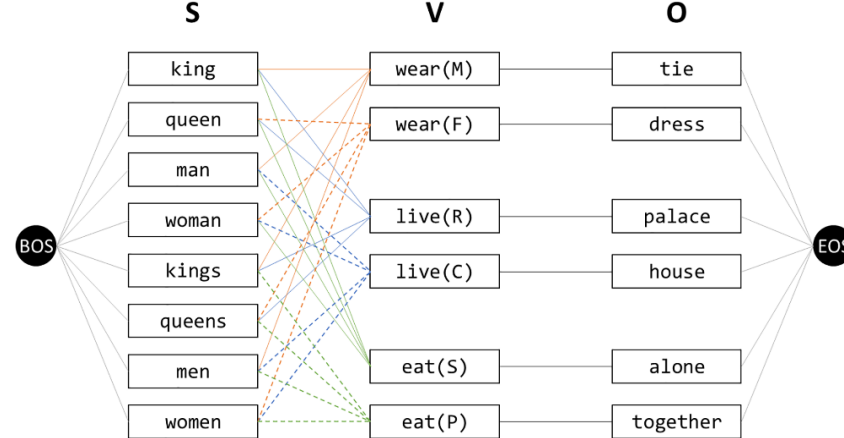 S V O
king wear(M) tie
queen wear(F) dress
man
woman live(R) palace
BOS EOS
kings live(C) house
queens
men eat(S) alone
women eat(P) together